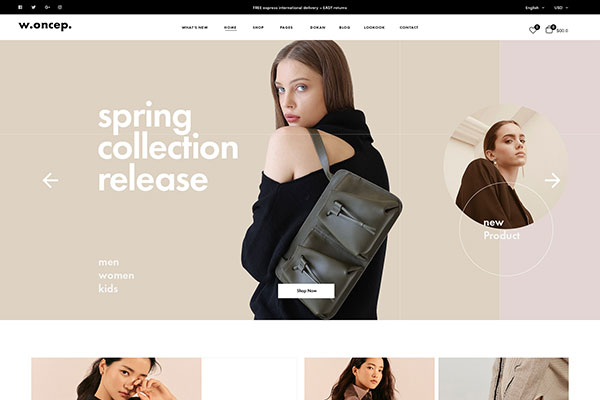 FREE express international delivery + EASY returns
English
USD
w.oncep.
WHAT'S NEW
HOME
SHOP
PAGES
DOKAN
BLOG
LOOKBOOK
CONTACT
0
0
$00.0
spring
collection
release
men
women
kids
Shop Now
new
Product